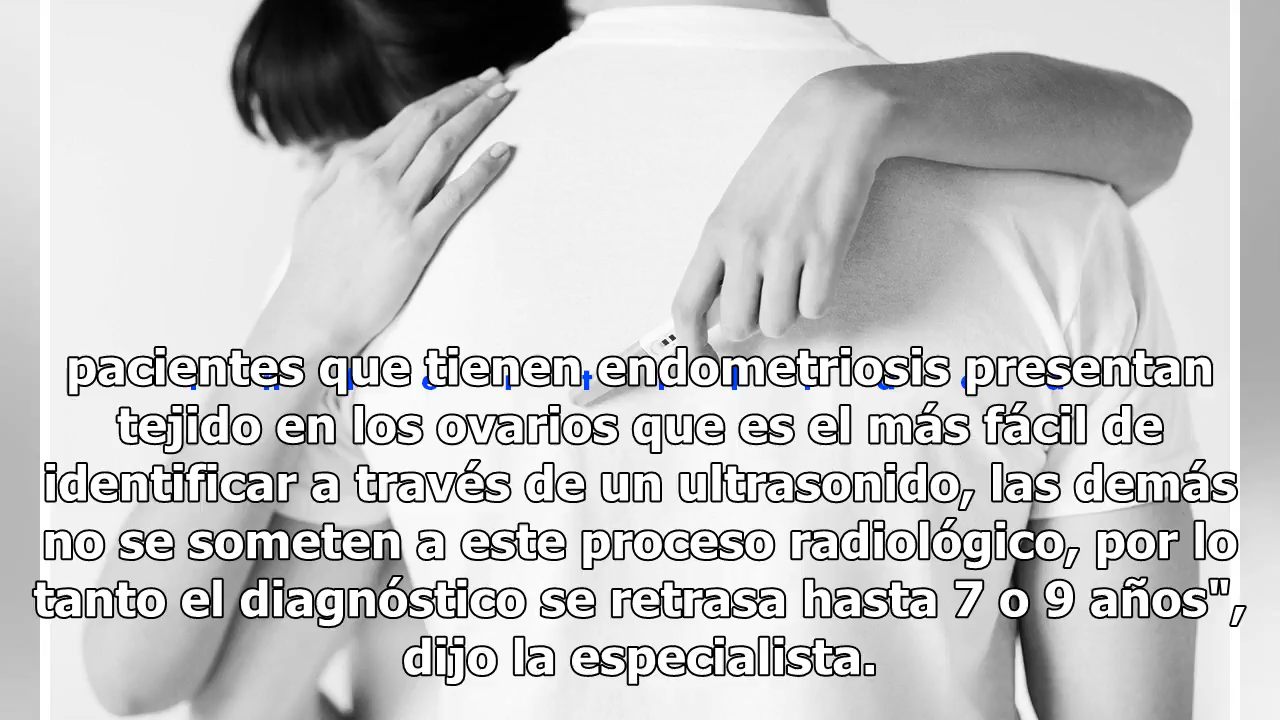 pacientes que tienen endometriosis presentan
tejido en los ovarios que es el más fácil de
identificar a través de un ultrasonido, las demás
no se someten a este proceso radiológico, por lo
tanto el diagnóstico se retrasa hasta 7 o 9 años",
dijo la especialista.